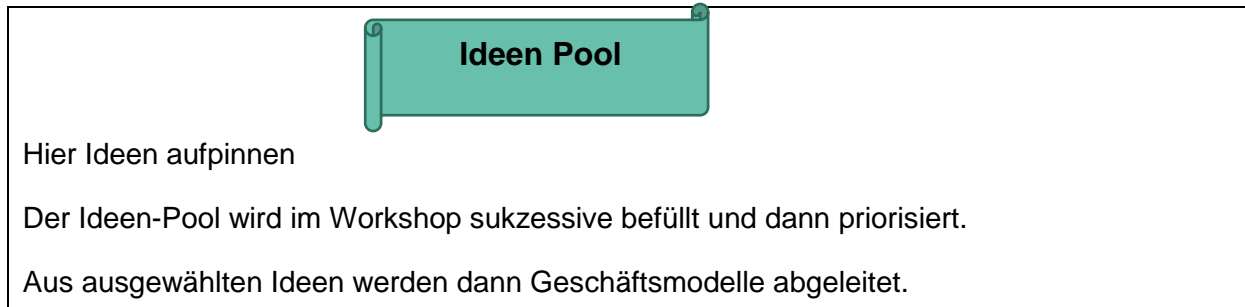 Ideen Pool
Hier Ideen aufpinnen
Der Ideen-Pool wird im Workshop sukzessive befüllt und dann priorisiert.
Aus ausgewählten Ideen werden dann Geschäftsmodelle abgeleitet.